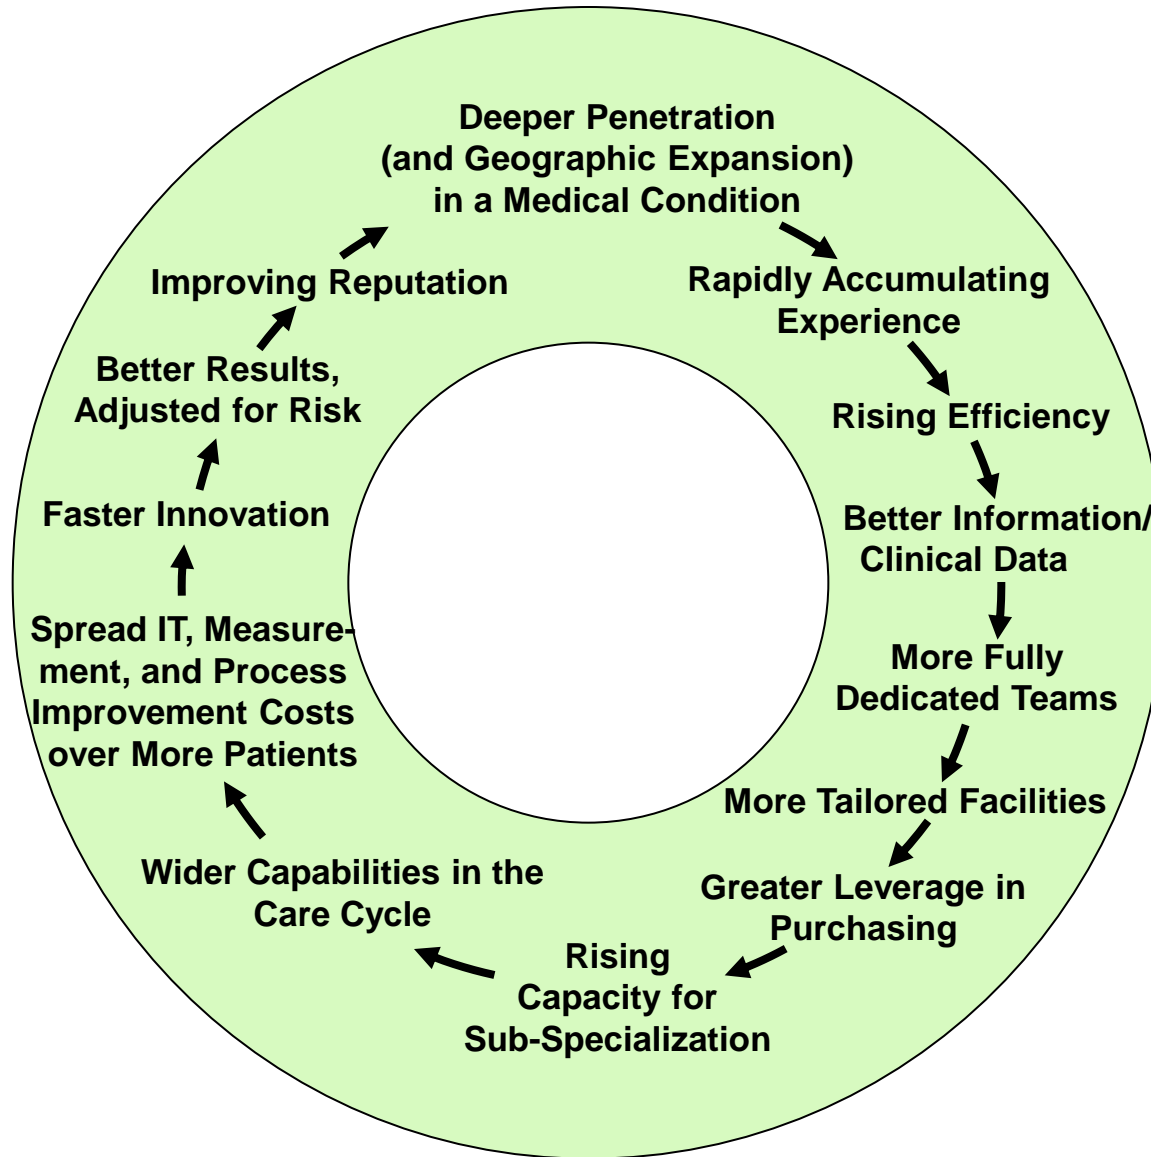 Deeper Penetration
(and Geographic Expansion)
in a Medical Condition
Rapidly Accumulating
Experience
Rising Efficiency
Better Information/
Clinical Data
More Fully
Dedicated Teams
More Tailored Facilities
Greater Leverage in
Purchasing
Rising
Capacity for
Sub-Specialization
Wider Capabilities in the
Care Cycle
Spread IT, Measure-
ment, and Process
Improvement Costs
over More Patients
Faster Innovation
Better Results,
Adjusted for Risk
Improving Reputation